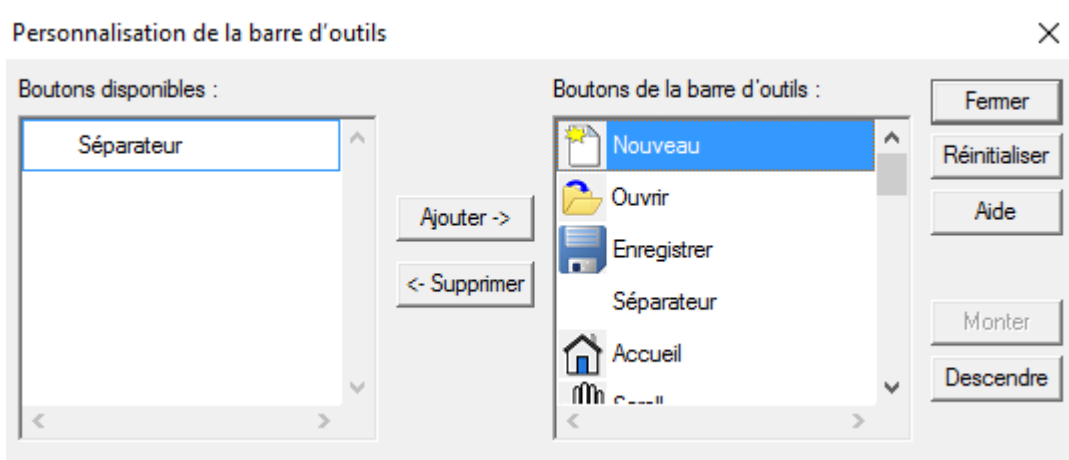 Personnalisation de la barre d'outils
Boutons disponibles :
Séparateur
Ajouter ->
<- Supprimer
Boutons de la barre d'outils :
Nouveau
Ouvrir
Enregistrer
Séparateur
Accueil
Fermer
Réinitialiser
Aide
Monter
Descendre